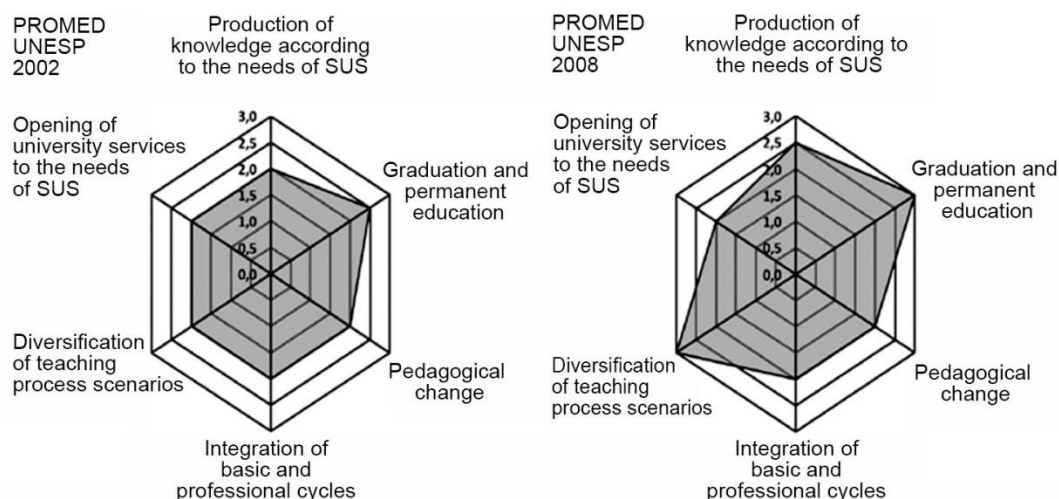 PROMED
UNESP
2002
Production of
knowledge according
to the needs of SUS
Opening of
university services
to the needs
of SUS
3,0
2,5
2,0
1,5
1,0
0,5
0,0
Graduation and
permanent
education
Diversification
of teaching
process scenarios
Pedagogical
change
Integration of
basic and
professional cycles
PROMED
UNESP
2008
Production of
knowledge according to
the needs of SUS
Opening of
university services
to the needs
of SUS
3,0
2,5
2,0
1,5
1,0
0,5
0,0
Graduation and
permanent
education
Diversification
of teaching
process scenarios
Pedagogical
change
Integration of
basic and
professional cycles